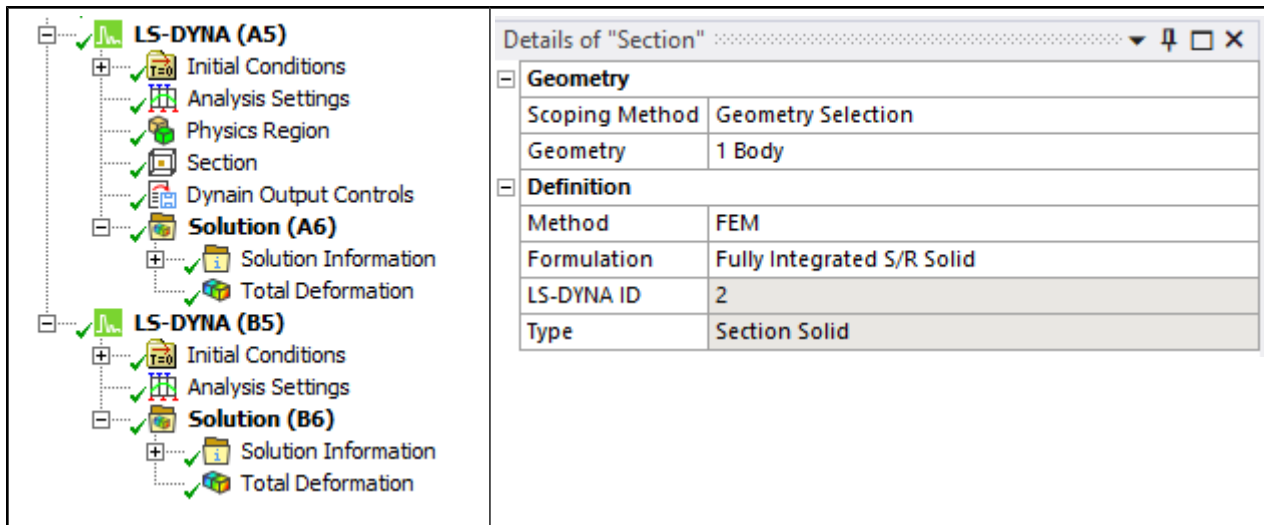 LS-DYNA (A5)
T=0 Initial Conditions
Analysis Settings
Physics Region
Section
Dynain Output Controls
Solution (A6)
i Solution Information
Total Deformation
LS-DYNA (B5)
T=0 Initial Conditions
Analysis Settings
Solution (B6)
i Solution Information
Total Deformation
Details of "Section"
Geometry
Scoping Method Geometry Selection
Geometry 1 Body
Definition
Method FEM
Formulation Fully Integrated S/R Solid
LS-DYNA ID 2
Type Section Solid